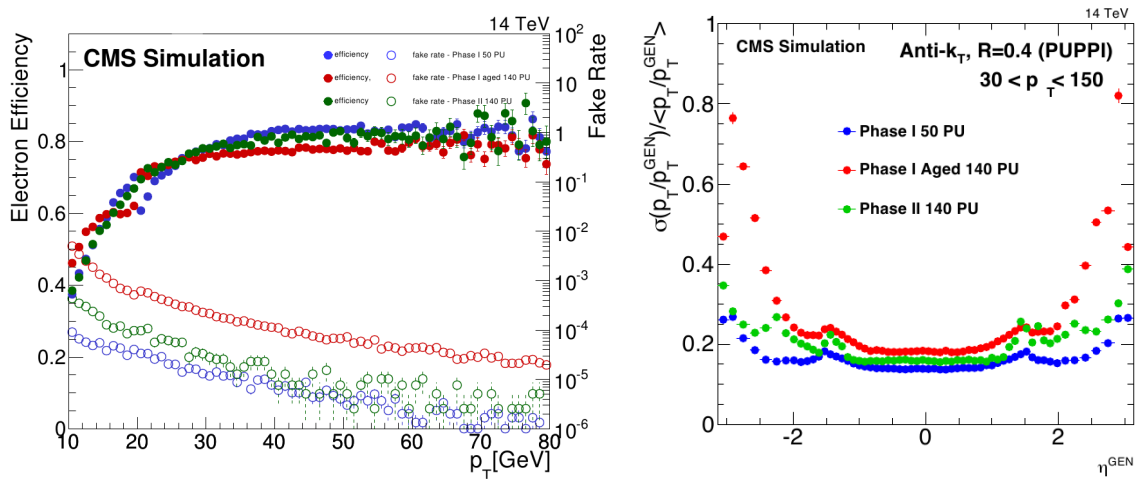 14 TeV
CMS Simulation
efficiency fake rate - Phase I 50 PU
efficiency, fake rate - Phase I aged 140 PU
efficiency fake rate - Phase II 140 PU
Electron Efficiency
1
0.8
0.6
0.4
0.2
0
10 20 30 40 50 60 70 80
p_T[GeV]
Fake Rate
10^2
10
1
10^-1
10^-2
10^-3
10^-4
10^-5
10^-6
14 TeV
CMS Simulation
Anti-k_T, R=0.4 (PUPPI)
30 < p_T < 150
Phase I 50 PU
Phase I Aged 140 PU
Phase II 140 PU
σ(p_T/p_T^GEN)/<p_T/p_T^GEN>
1
0.8
0.6
0.4
0.2
0
-2 0 2
η^GEN